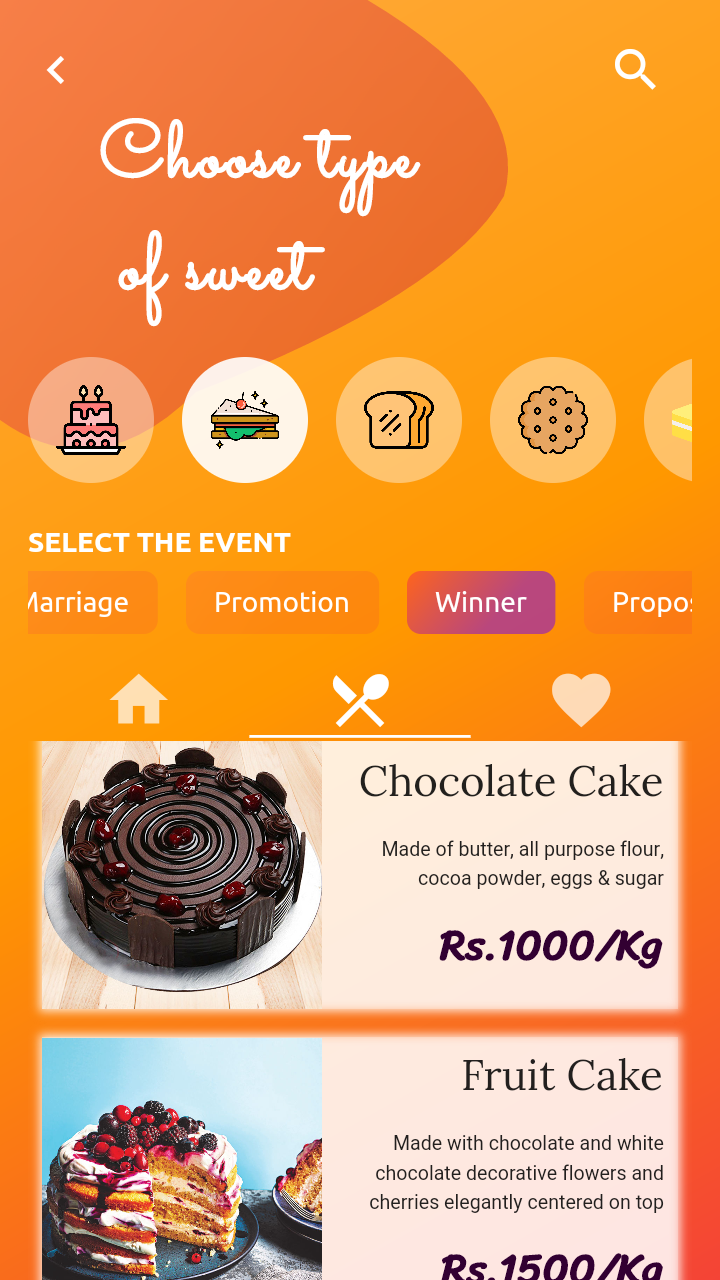 Choose type
of sweet
SELECT THE EVENT
Marriage Promotion Winner
Chocolate Cake
Made of butter, all purpose flour,
cocoa powder, eggs & sugar
Rs.1000/Kg
Fruit Cake
Made with chocolate and white
chocolate decorative flowers and
cherries elegantly centered on top
Rs.1500/Kg